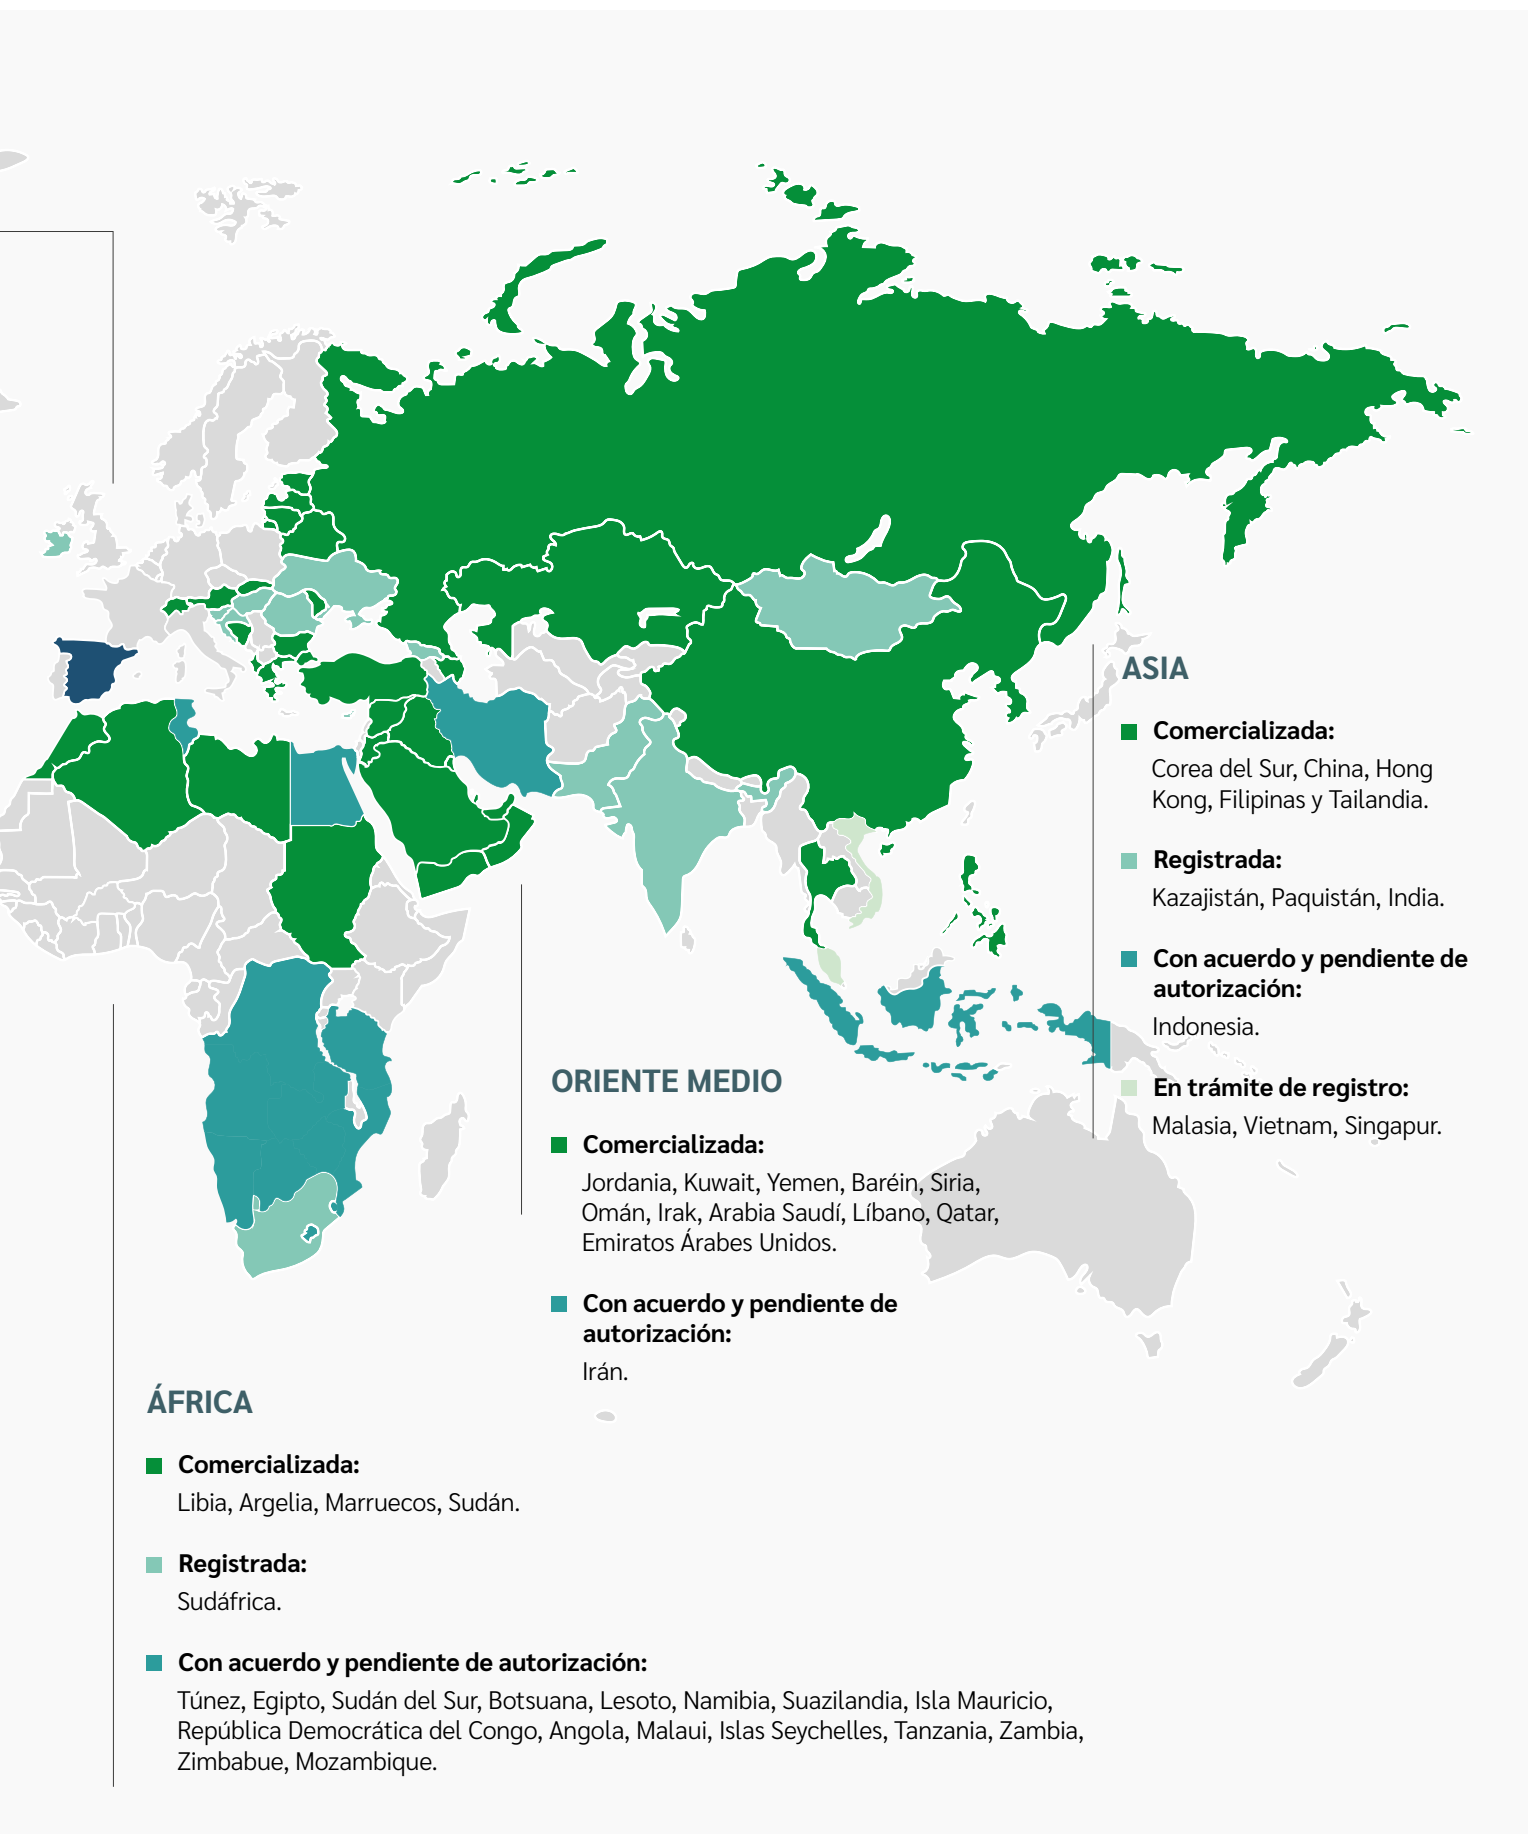 ASIA
Comercializada:
Corea del Sur, China, Hong
Kong, Filipinas y Tailandia.
Registrada:
Kazajistán, Paquistán, India.
Con acuerdo y pendiente de
autorización:
Indonesia.
En trámite de registro:
Malasia, Vietnam, Singapur.
ORIENTE MEDIO
Comercializada:
Jordania, Kuwait, Yemen, Baréin, Siria,
Omán, Irak, Arabia Saudí, Líbano, Qatar,
Emiratos Árabes Unidos.
Con acuerdo y pendiente de
autorización:
Irán.
ÁFRICA
Comercializada:
Libia, Argelia, Marruecos, Sudán.
Registrada:
Sudáfrica.
Con acuerdo y pendiente de autorización:
Túnez, Egipto, Sudán del Sur, Botsuana, Lesoto, Namibia, Suazilandia, Isla Mauricio,
República Democrática del Congo, Angola, Malaui, Islas Seychelles, Tanzania, Zambia,
Zimbabue, Mozambique.